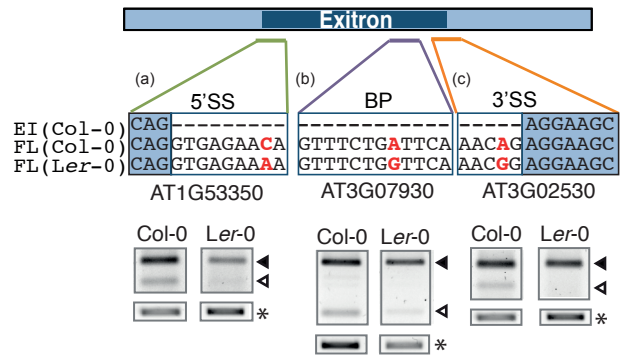 Exitron
(a) (b) (c)
5'SS BP 3'SS
EI(Col-0) CAG------------ --------------- ------AGGAAGC
FL(Col-0) CAGGTGAGAACA GTTTCTGATTCA AACAGAGGAAGC
FL(Ler-0) CAGGTGAGAAAA GTTTCTGGTTCA AACGGAGGAAGC
AT1G53350 AT3G07930 AT3G02530
Col-0 Ler-0 Col-0 Ler-0 Col-0 Ler-0
* * *